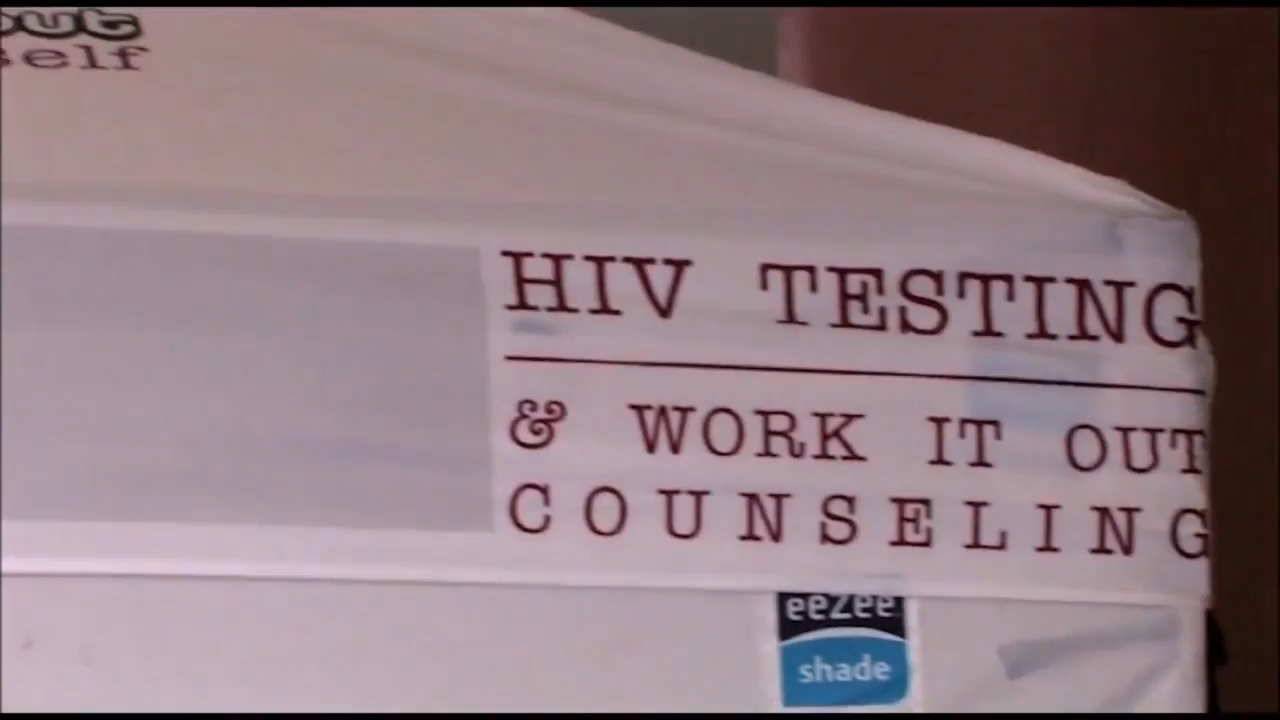 HIV TESTING
& WORK IT OUT
COUNSELING
eezee
shade